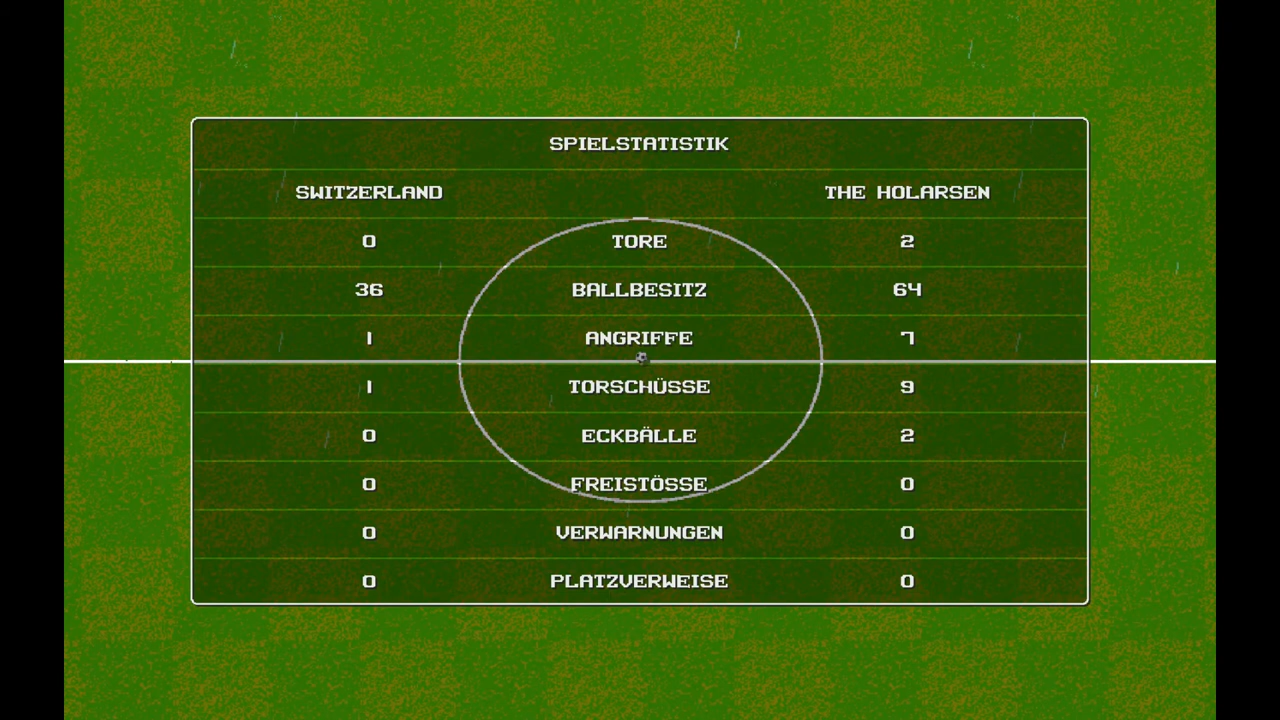 SPIELSTATISTIK
SWITZERLAND THE HOLARSEN
0 TORE 2
36 BALLBESITZ 64
1 ANGRIFFE 7
1 TORSCHÜSSE 9
0 ECKBÄLLE 2
0 FREISTÖSSE 0
0 VERWARNUNGEN 0
0 PLATZVERWEISE 0